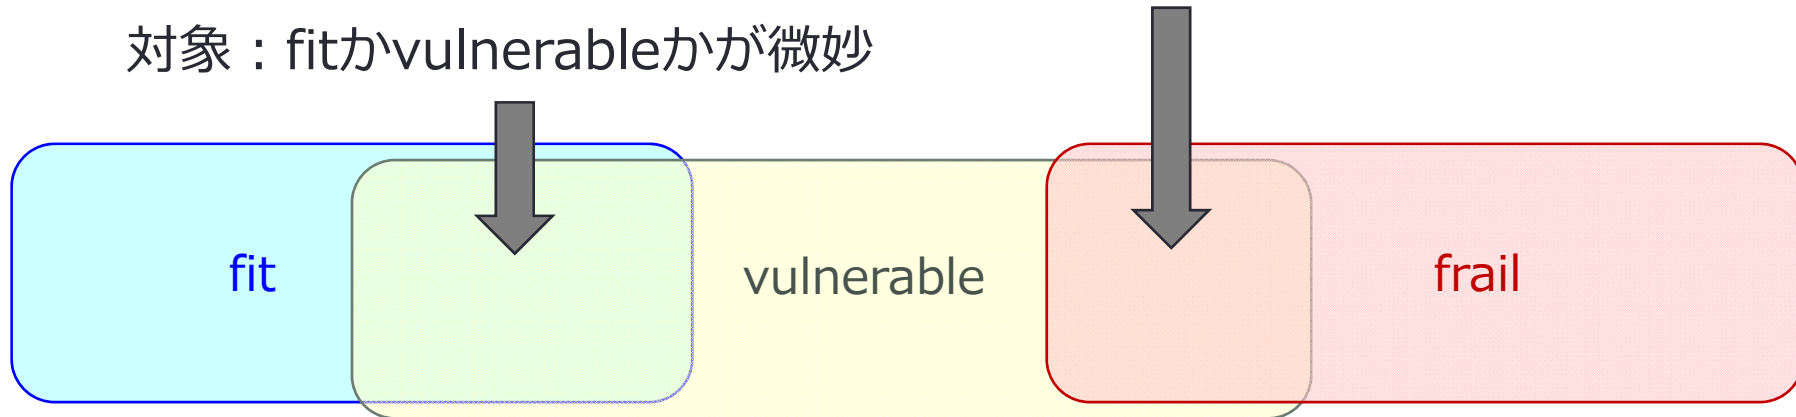 対象：fitかvulnerableかが微妙
fit
vulnerable
frail